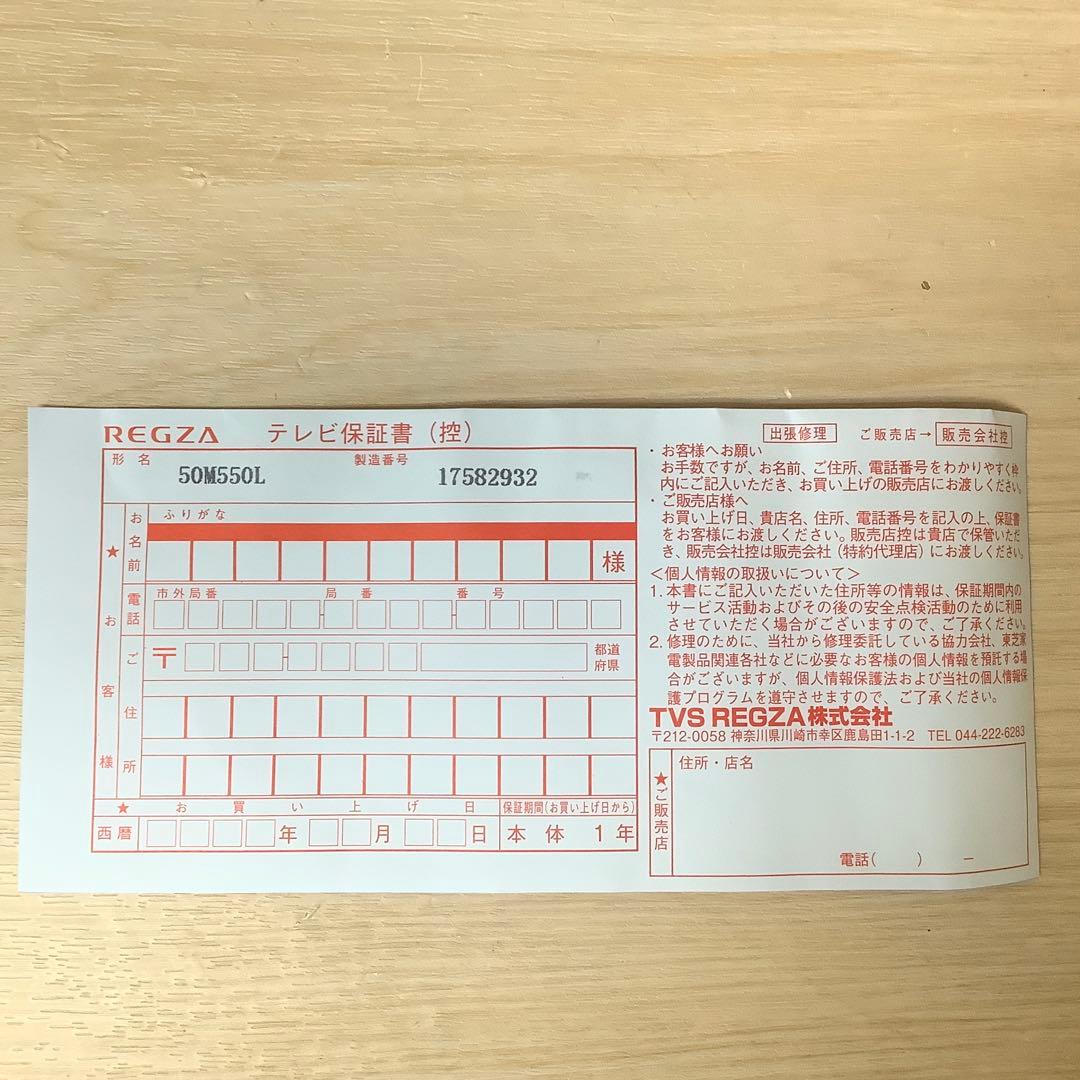 REGZA テレビ保証書（控）
形名 製造番号
50M550L 17582932
★お客様
お名前
ふりがな
様
電話
市外局番 局番 番号
ご住所
〒 - 都道府県
★お買い上げ日 保証期間(お買い上げ日から)
西暦 年 月 日 本体 1年
出張修理 ご販売店→ 販売会社控
・お客様へお願い
お手数ですが、お名前、ご住所、電話番号をわかりやすく枠
内にご記入いただき、お買い上げの販売店にお渡しください。
・ご販売店様へ
お買い上げ日、貴店名、住所、電話番号を記入の上、保証書
をお客様にお渡しください。販売店控は貴店で保管いただ
き、販売会社控は販売会社（特約代理店）にお渡しください。
＜個人情報の取扱いについて＞
1. 本書にご記入いただいた住所等の情報は、保証期間内の
サービス活動およびその後の安全点検活動のために利用
させていただく場合がございますので、ご了承ください。
2. 修理のために、当社から修理委託している協力会社、東芝家
電製品関連各社などに必要なお客様の個人情報を預託する場
合がございますが、個人情報保護法および当社の個人情報保
護プログラムを遵守させますので、ご了承ください。
TVS REGZA株式会社
〒212-0058 神奈川県川崎市幸区鹿島田1-1-2 TEL 044-222-6283
★ご販売店
住所・店名
電話( ) −